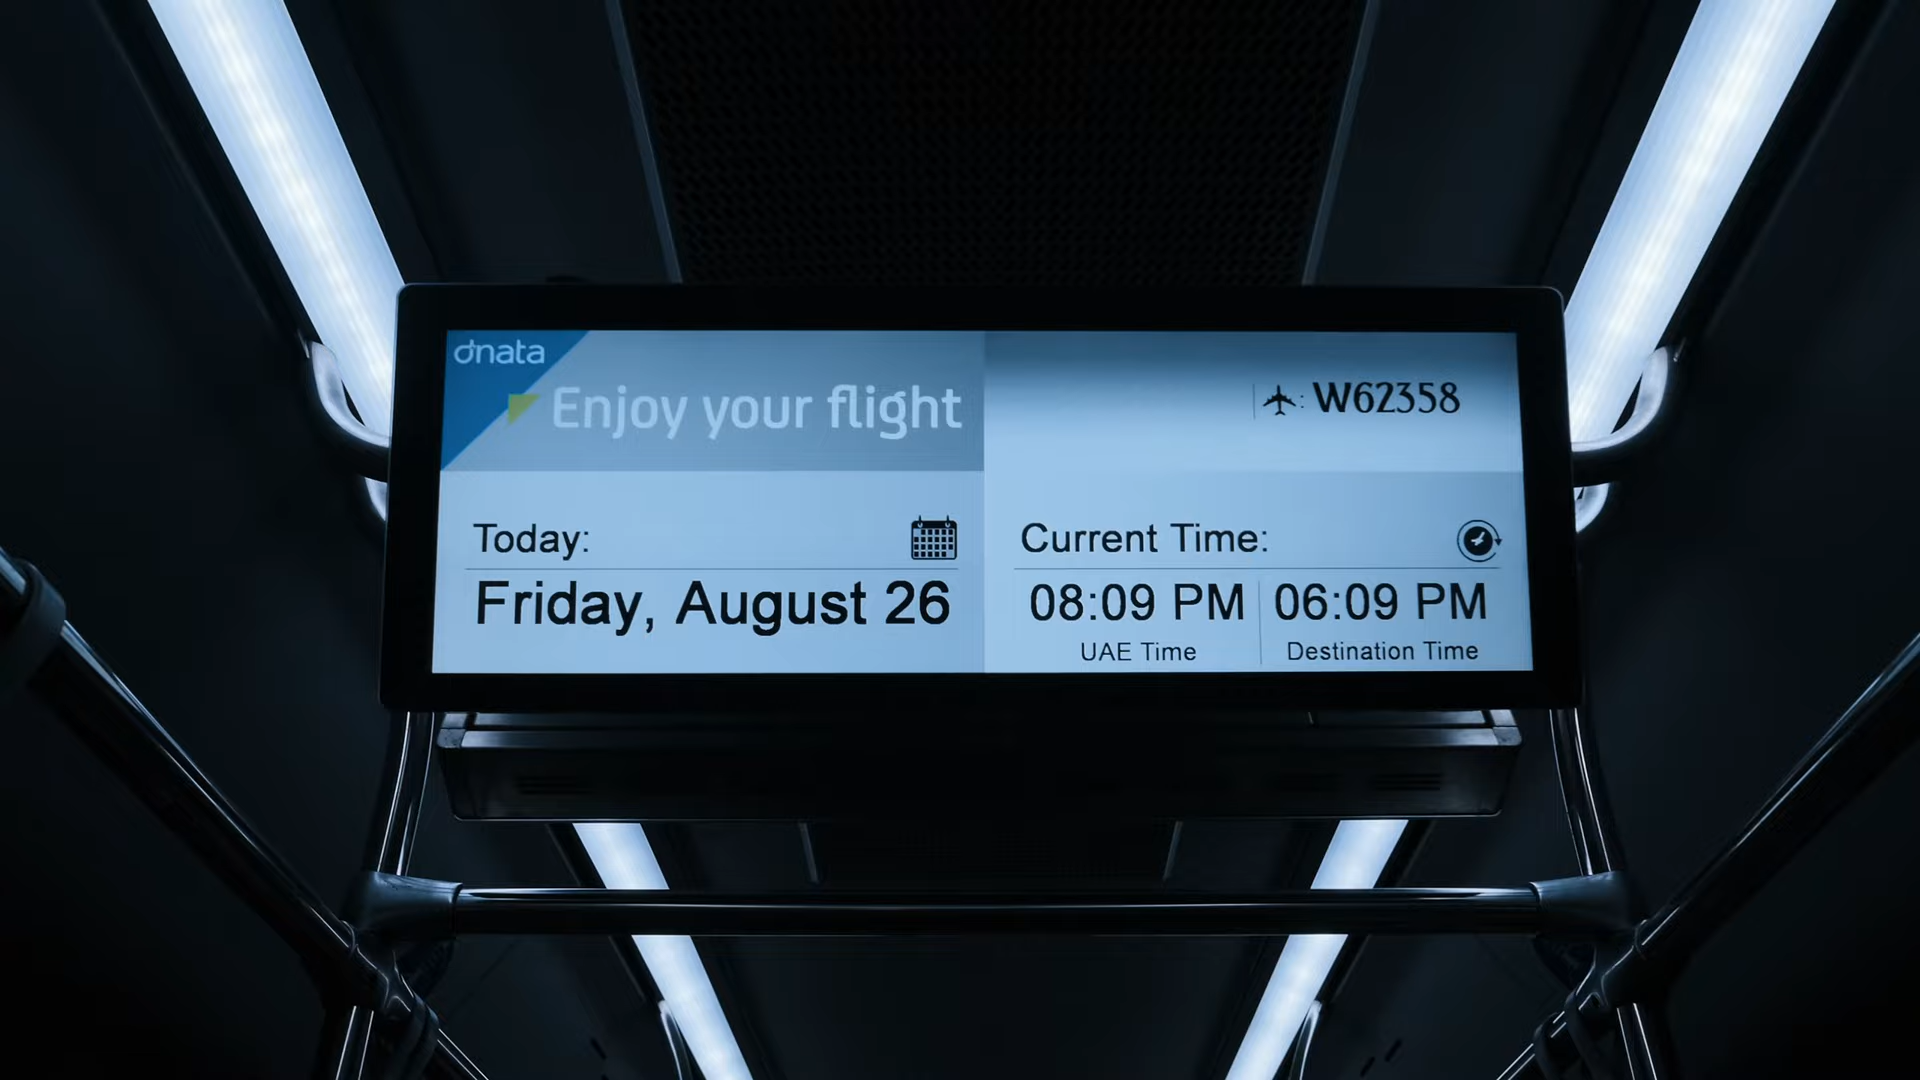 dnata
Enjoy your flight
: W62358
Today:
Friday, August 26
Current Time:
08:09 PM
UAE Time
06:09 PM
Destination Time